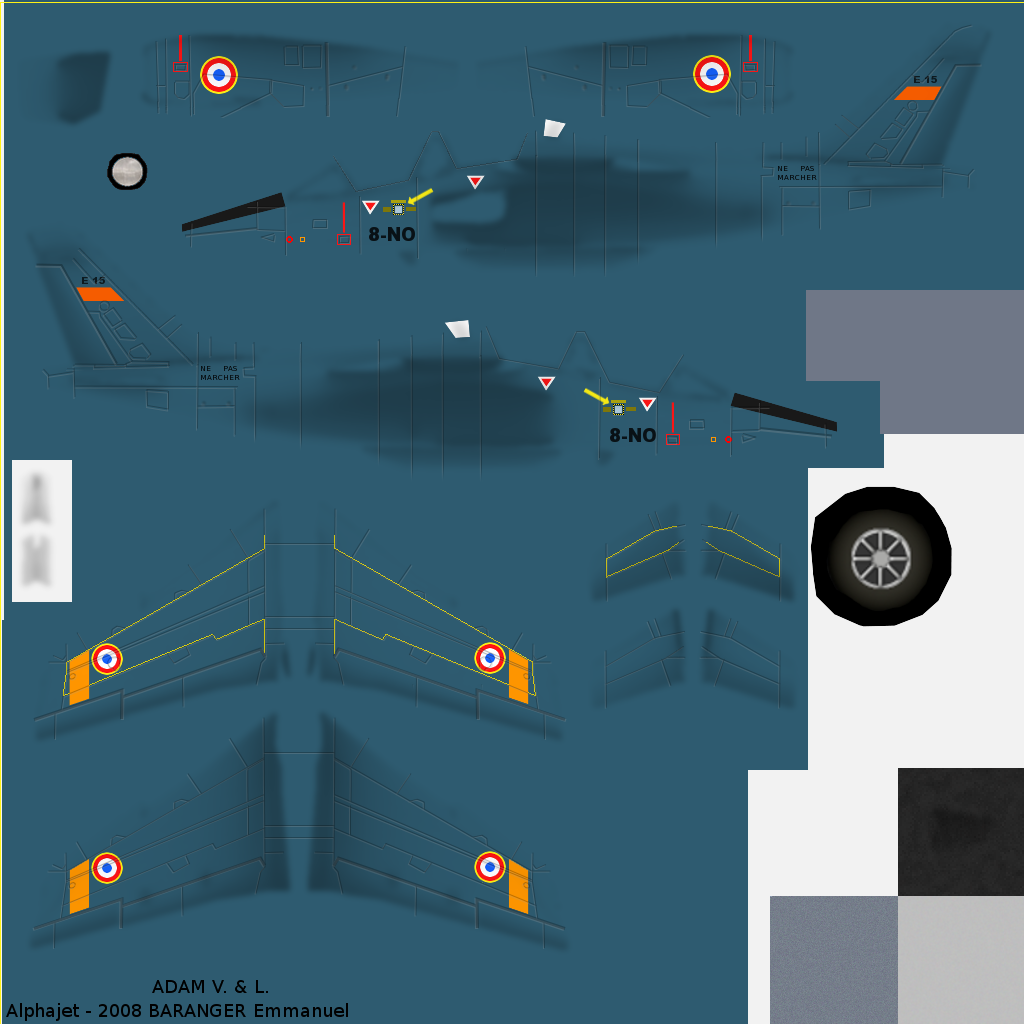 E 15
NE PAS
MARCHER
8-NO
E 15
NE PAS
MARCHER
8-NO
ADAM V. & L.
Alphajet - 2008 BARANGER Emmanuel